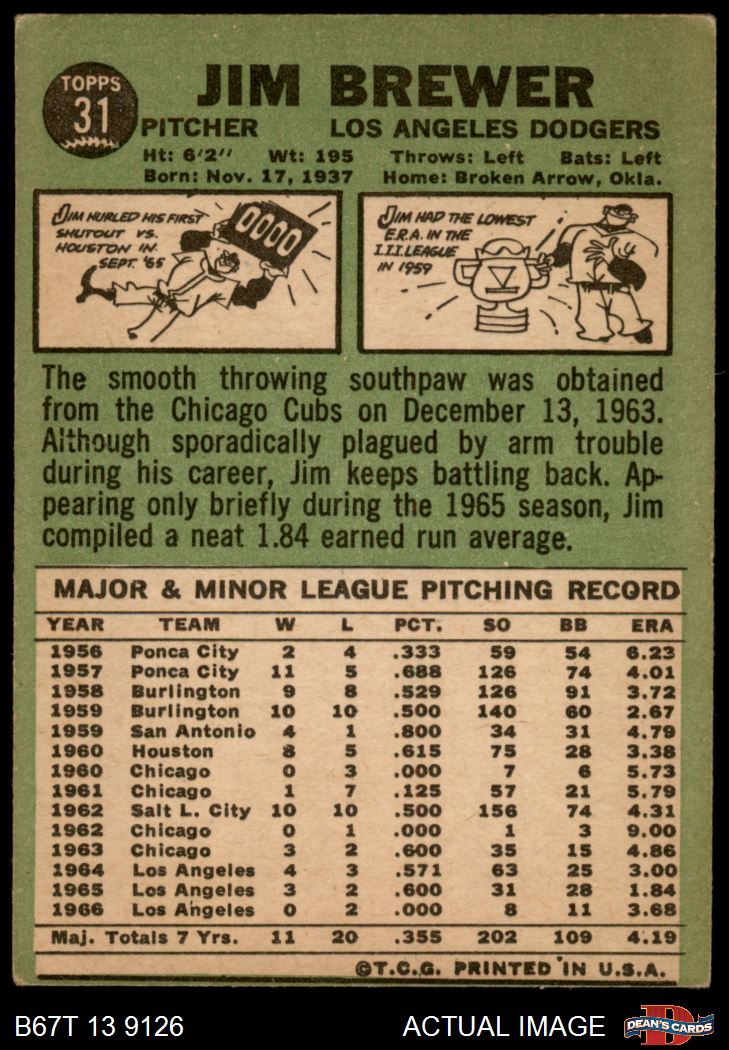 TOPPS
31
JIM BREWER
PITCHER LOS ANGELES DODGERS
Ht: 6'2" Wt: 195 Throws: Left Bats: Left
Born: Nov. 17, 1937 Home: Broken Arrow, Okla.
JIM HURLED HIS FIRST
SHUTOUT VS.
HOUSTON IN
SEPT. '65
0000
JIM HAD THE LOWEST
E.R.A. IN THE
I.I.I. LEAGUE
IN 1959
The smooth throwing southpaw was obtained
from the Chicago Cubs on December 13, 1963.
Although sporadically plagued by arm trouble
during his career, Jim keeps battling back. Ap-
pearing only briefly during the 1965 season, Jim
compiled a neat 1.84 earned run average.
MAJOR & MINOR LEAGUE PITCHING RECORD
YEAR TEAM W L PCT. SO BB ERA
1956 Ponca City 2 4 .333 59 54 6.23
1957 Ponca City 11 5 .688 126 74 4.01
1958 Burlington 9 8 .529 126 91 3.72
1959 Burlington 10 10 .500 140 60 2.67
1959 San Antonio 4 1 .800 34 31 4.79
1960 Houston 8 5 .615 75 28 3.38
1960 Chicago 0 3 .000 7 6 5.73
1961 Chicago 1 7 .125 57 21 5.79
1962 Salt L. City 10 10 .500 156 74 4.31
1962 Chicago 0 1 .000 1 3 9.00
1963 Chicago 3 2 .600 35 15 4.86
1964 Los Angeles 4 3 .571 63 25 3.00
1965 Los Angeles 3 2 .600 31 28 1.84
1966 Los Angeles 0 2 .000 8 11 3.68
Maj. Totals 7 Yrs. 11 20 .355 202 109 4.19
©T.C.G. PRINTED IN U.S.A.
B67T 13 9126 ACTUAL IMAGE
D
DEAN'S CARDS